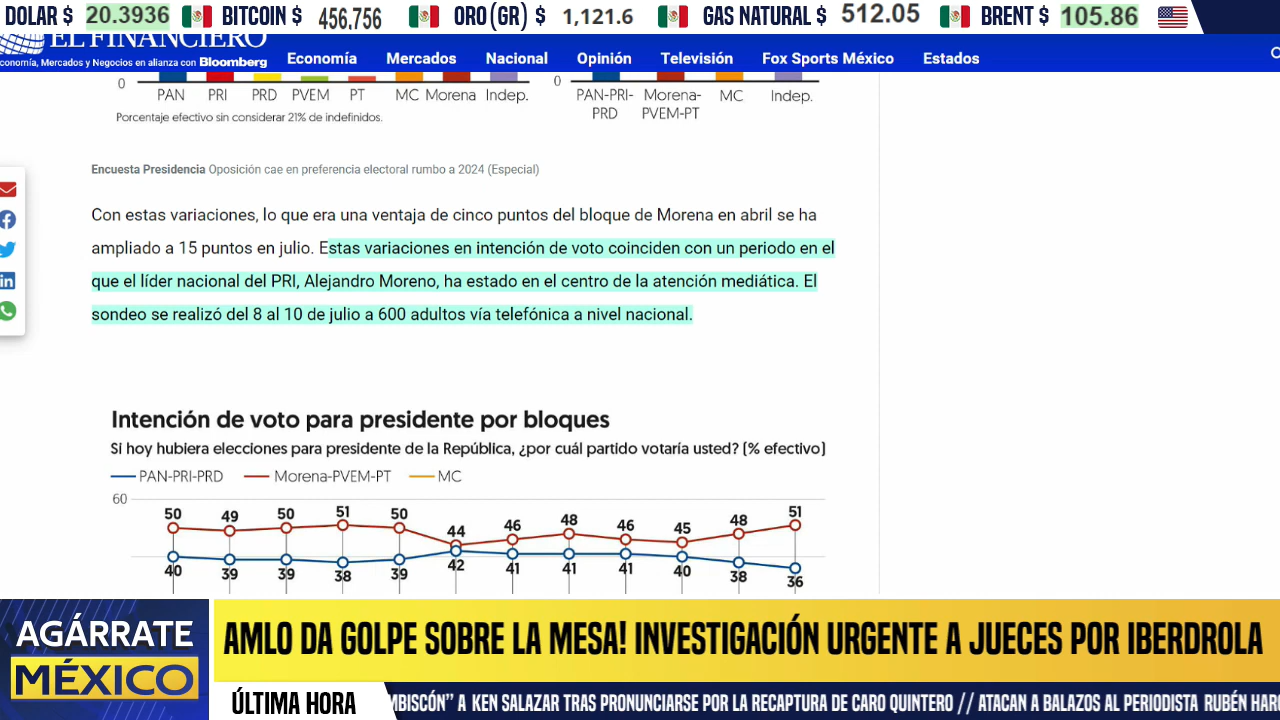 DOLAR $ 20.3936 BITCOIN $ 456,756 ORO(GR) $ 1,121.6 GAS NATURAL $ 512.05 BRENT $ 105.86
EL FINANCIERO
conomía, Mercados y Negocios en alianza con Bloomberg
Economía Mercados Nacional Opinión Televisión Fox Sports México Estados
0 PAN PRI PRD PVEM PT MC Morena Indep.
Porcentaje efectivo sin considerar 21% de indefinidos.
0 PAN-PRI-PRD Morena-PVEM-PT MC Indep.
Encuesta Presidencia Oposición cae en preferencia electoral rumbo a 2024 (Especial)
Con estas variaciones, lo que era una ventaja de cinco puntos del bloque de Morena en abril se ha
ampliado a 15 puntos en julio. Estas variaciones en intención de voto coinciden con un periodo en el
que el líder nacional del PRI, Alejandro Moreno, ha estado en el centro de la atención mediática. El
sondeo se realizó del 8 al 10 de julio a 600 adultos vía telefónica a nivel nacional.
Intención de voto para presidente por bloques
Si hoy hubiera elecciones para presidente de la República, ¿por cuál partido votaría usted? (% efectivo)
PAN-PRI-PRD Morena-PVEM-PT MC
60
50 49 50 51 50 44 46 48 46 45 48 51
40 39 39 38 39 42 41 41 41 40 38 36
AGÁRRATE
MÉXICO
AMLO DA GOLPE SOBRE LA MESA! INVESTIGACIÓN URGENTE A JUECES POR IBERDROLA
ÚLTIMA HORA
MBISCÓN” A KEN SALAZAR TRAS PRONUNCIARSE POR LA RECAPTURA DE CARO QUINTERO // ATACAN A BALAZOS AL PERIODISTA RUBÉN HARO